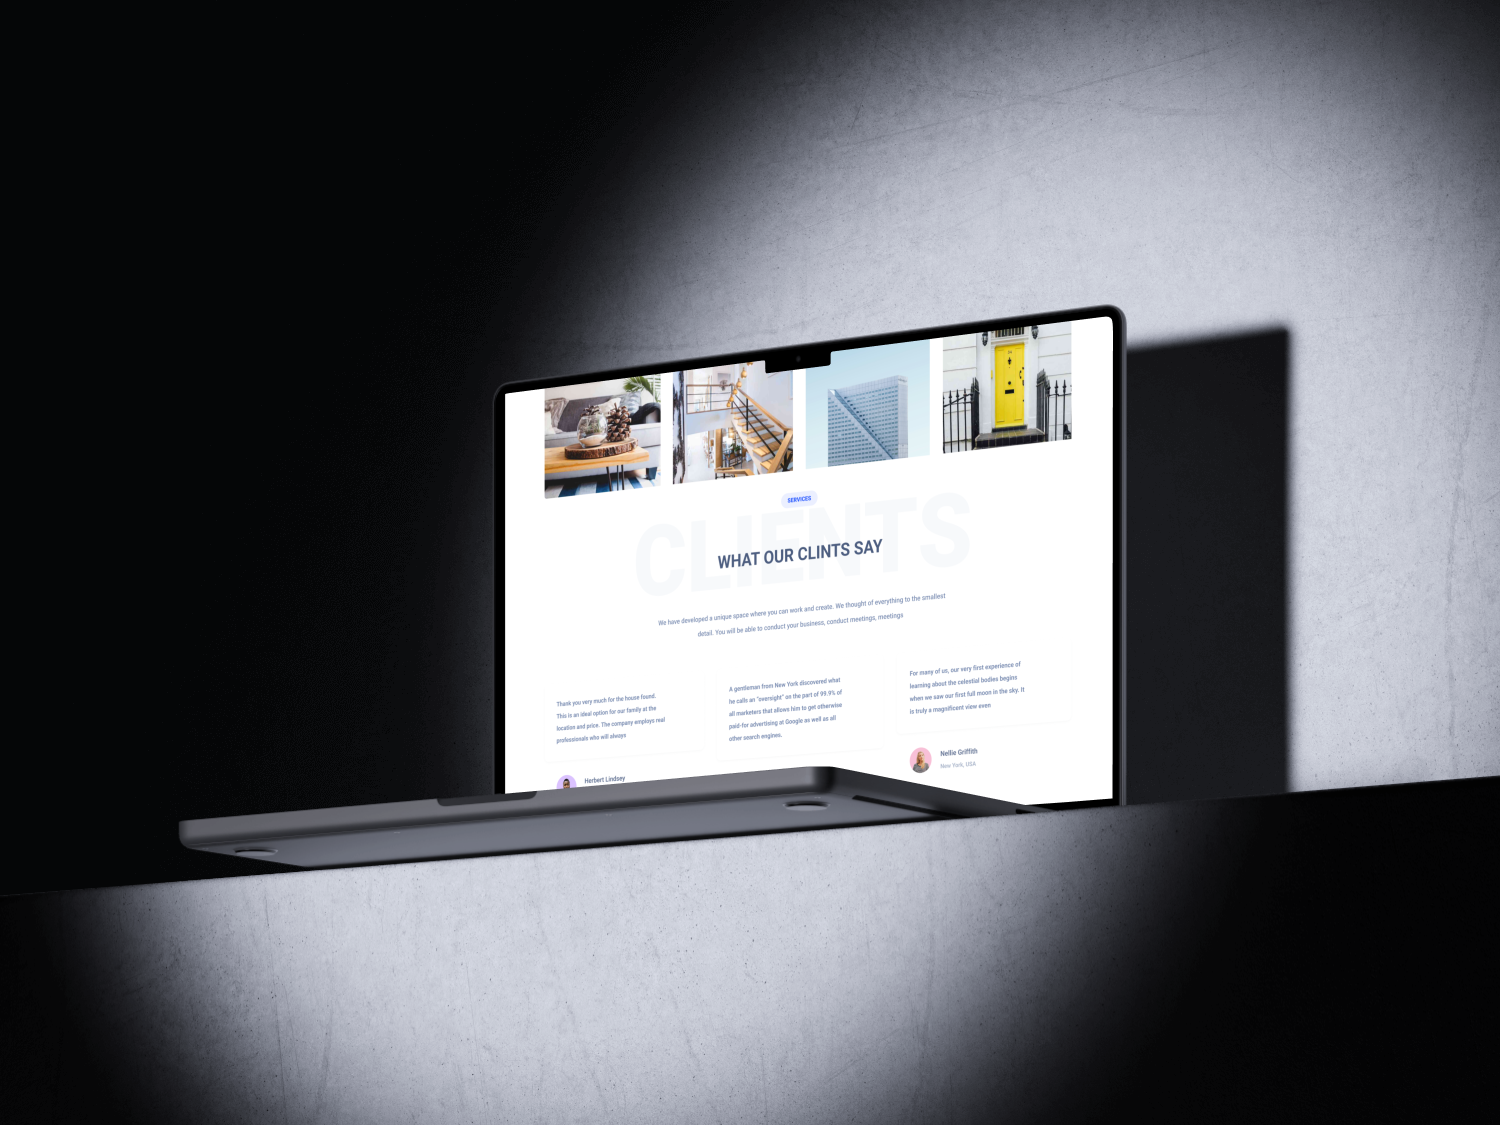 SERVICES
CLIENTS
WHAT OUR CLINTS SAY
We have developed a unique space where you can work and create. We thought of everything to the smallest
detail. You will be able to conduct your business, conduct meetings, meetings
Thank you very much for the house found.
This is an ideal option for our family at the
location and price. The company employs real
professionals who will always
Herbert Lindsey
A gentleman from New York discovered what
he calls an "oversight" on the part of 99.9% of
all marketers that allows him to get otherwise
paid-for advertising at Google as well as all
other search engines.
For many of us, our very first experience of
learning about the celestial bodies begins
when we saw our first full moon in the sky. It
is truly a magnificent view even
Nellie Griffith
New York, USA